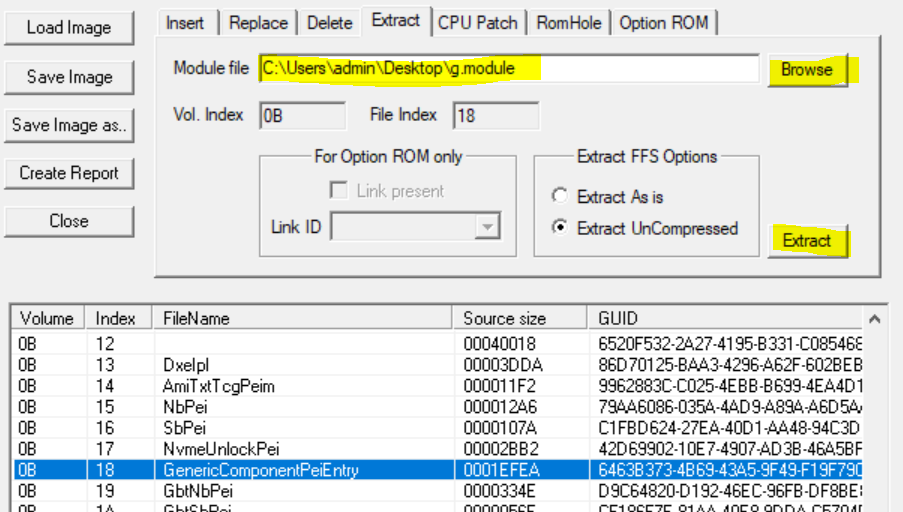 Load Image
Save Image
Save Image as..
Create Report
Close
Insert Replace Delete Extract CPU Patch RomHole Option ROM
Module file C:\Users\admin\Desktop\g.module Browse
Vol. Index 0B File Index 18
For Option ROM only
Link present
Link ID
Extract FFS Options
Extract As is
Extract UnCompressed
Extract
Volume Index FileName Source size GUID
0B 12 00040018 6520F532-2A27-4195-B331-C085468
0B 13 DxeIpl 00003DDA 86D70125-BAA3-4296-A62F-602BEB
0B 14 AmiTxtTcgPeim 000011F2 9962883C-C025-4EBB-B699-4EA4D1
0B 15 NbPei 000012A6 79AA6086-035A-4AD9-A89A-A6D5A
0B 16 SbPei 0000107A C1FBD624-27EA-40D1-AA48-94C3D
0B 17 NvmeUnlockPei 00002BB2 42D69902-10E7-4907-AD3B-46A5BF
0B 18 GenericComponentPeiEntry 0001EFEA 6463B373-4B69-43A5-9F49-F19F790
0B 19 GbtNbPei 0000334E D9C64820-D192-46EC-96FB-DF8BE
0B 1A GbtSbPei